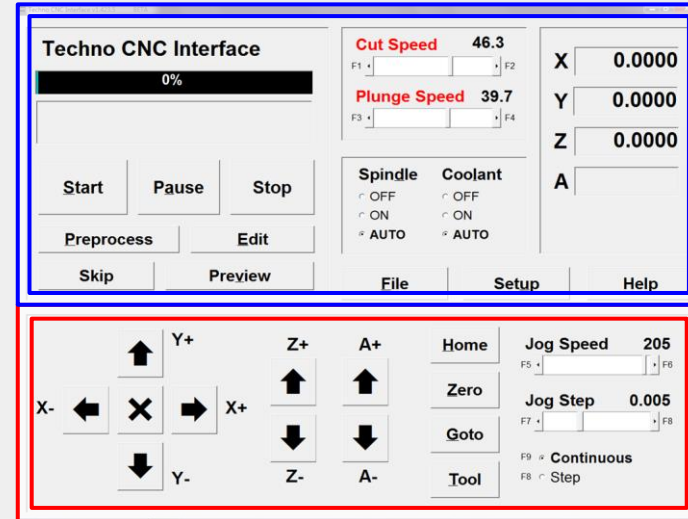 Techno CNC Interface
0%
Start Pause Stop
Preprocess Edit
Skip Preview
Cut Speed 46.3
F1 F2
Plunge Speed 39.7
F3 F4
Spindle Coolant
OFF OFF
ON ON
AUTO AUTO
X 0.0000
Y 0.0000
Z 0.0000
A
File Setup Help
Y+
X- X+
Y-
Z+ A+
Z- A-
Home
Zero
Goto
Tool
Jog Speed 205
F5 F6
Jog Step 0.005
F7 F8
F9 Continuous
F8 Step